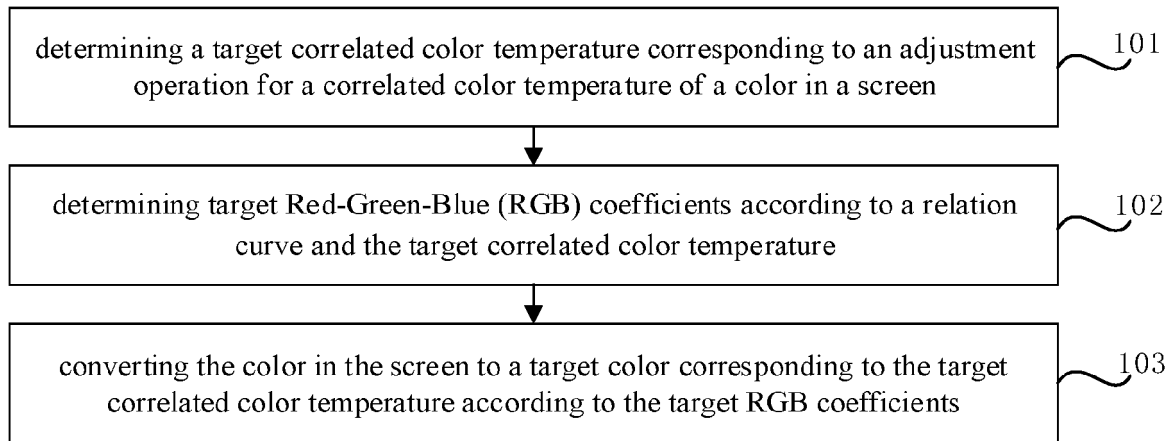 determining a target correlated color temperature corresponding to an adjustment
operation for a correlated color temperature of a color in a screen
101
determining target Red-Green-Blue (RGB) coefficients according to a relation
curve and the target correlated color temperature
102
converting the color in the screen to a target color corresponding to the target
correlated color temperature according to the target RGB coefficients
103